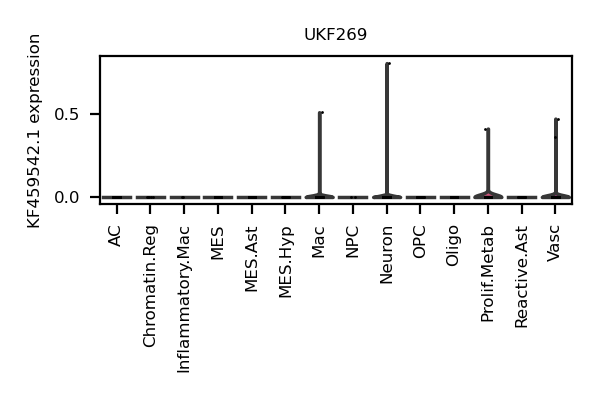 UKF269
KF459542.1 expression
0.5
0.0
AC
Chromatin.Reg
Inflammatory.Mac
MES
MES.Ast
MES.Hyp
Mac
NPC
Neuron
OPC
Oligo
Prolif.Metab
Reactive.Ast
Vasc